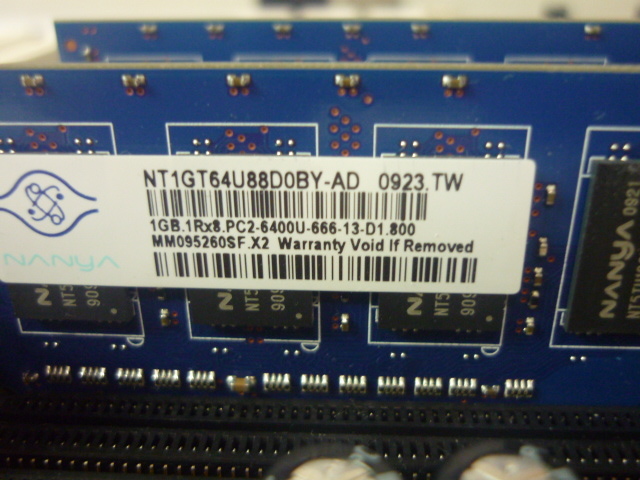 NT1GT64U88D0BY-AD 0923.TW
1GB.1Rx8.PC2-6400U-666-13-D1.800
MM095260SF.X2 Warranty Void If Removed
NANYA
NANYA